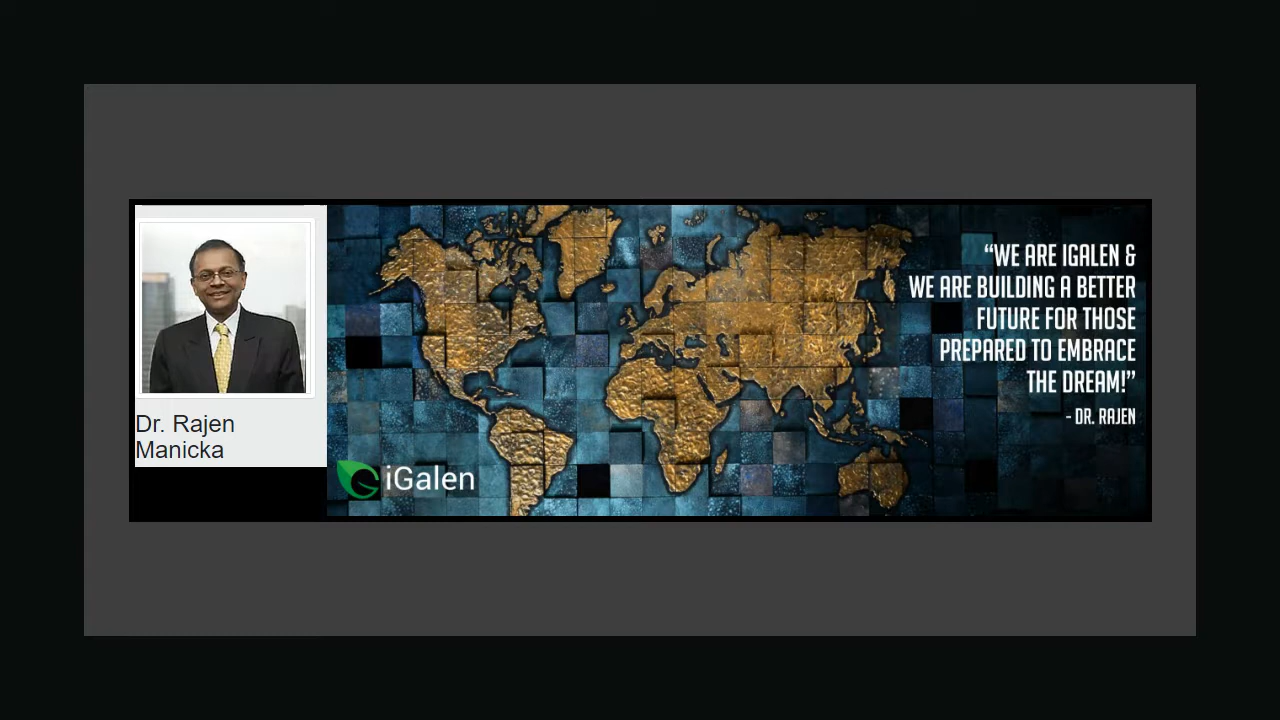 Dr. Rajen
Manicka
iGalen
“WE ARE IGALEN &
WE ARE BUILDING A BETTER
FUTURE FOR THOSE
PREPARED TO EMBRACE
THE DREAM!”
- DR. RAJEN